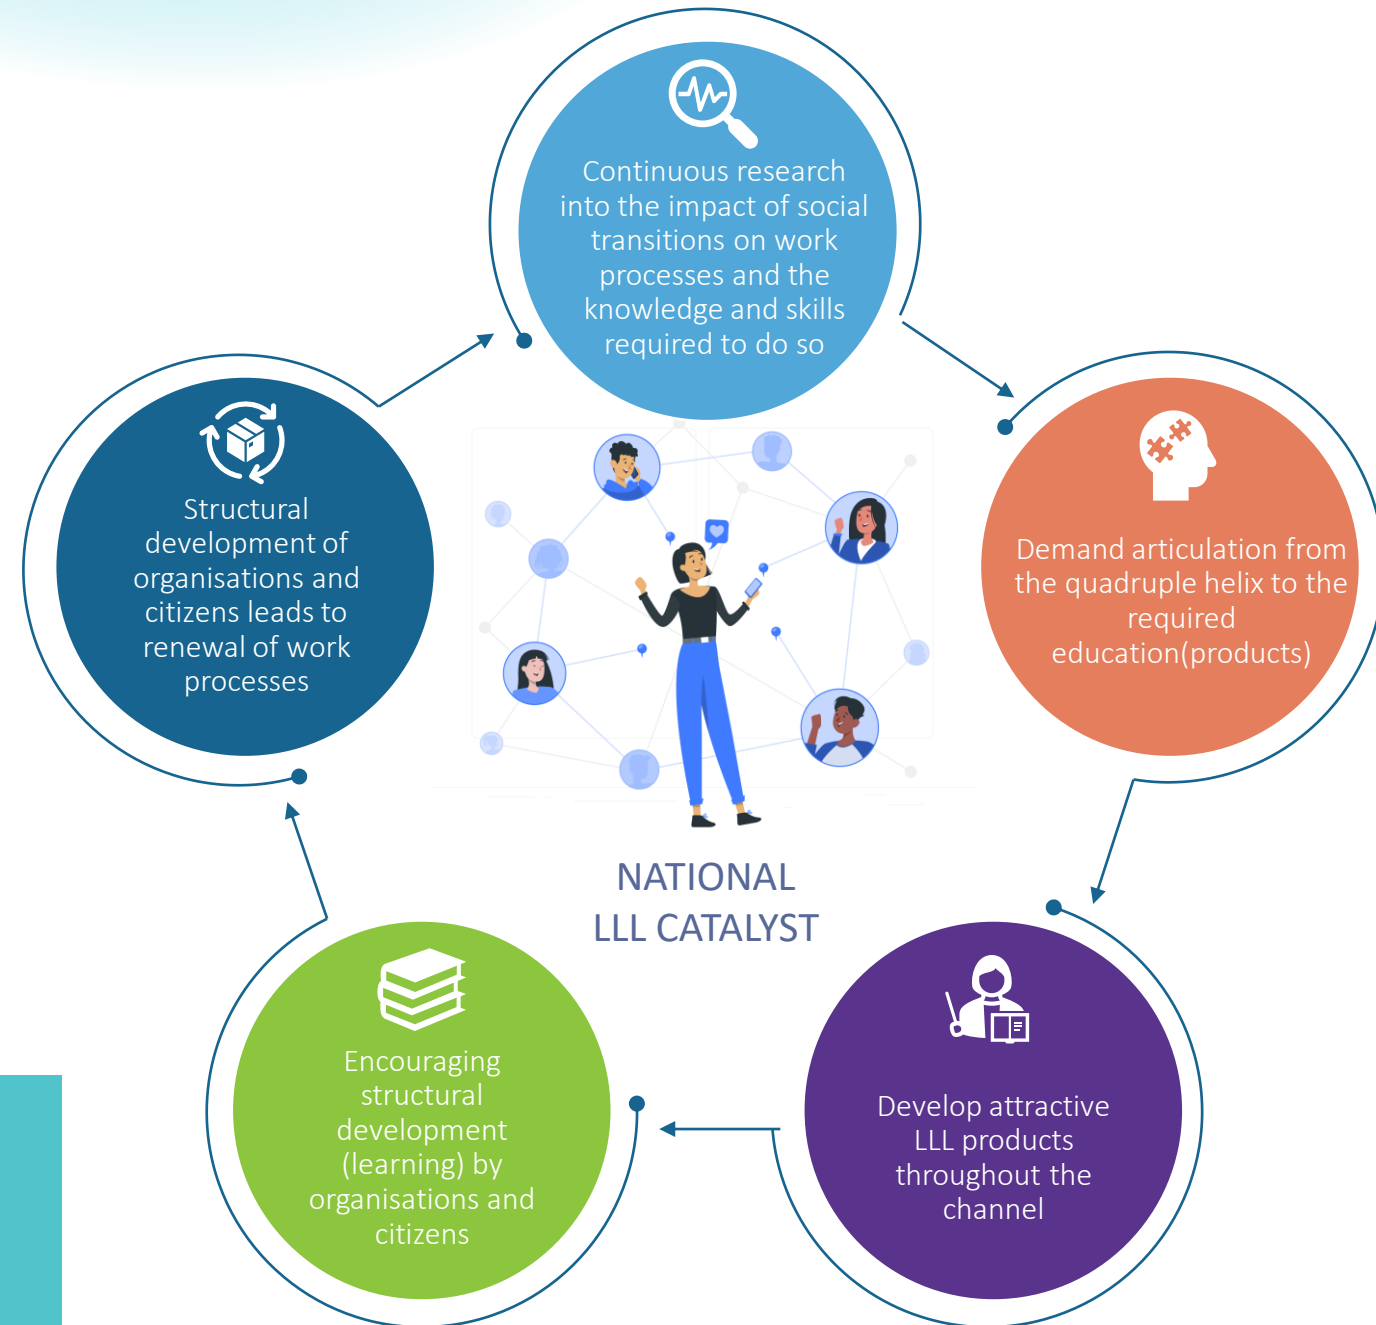 Continuous research
into the impact of social
transitions on work
processes and the
knowledge and skills
required to do so
Demand articulation from
the quadruple helix to the
required
education(products)
Develop attractive
LLL products
throughout the
channel
Encouraging
structural
development
(learning) by
organisations and
citizens
Structural
development of
organisations and
citizens leads to
renewal of work
processes
NATIONAL
LLL CATALYST